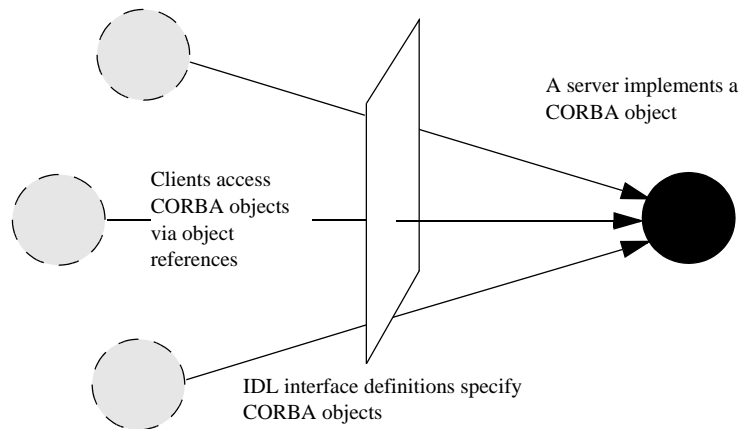 A server implements a
CORBA object
Clients access
CORBA objects
via object
references
IDL interface definitions specify
CORBA objects